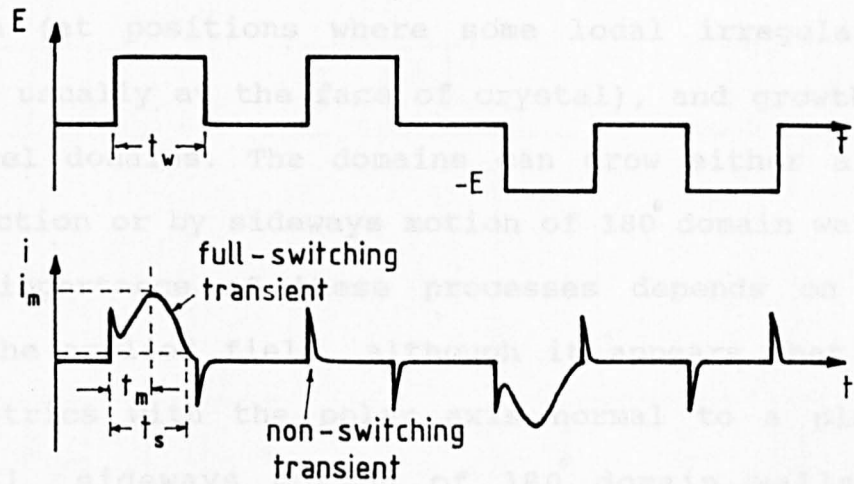 E
t
t_w
-E
i
i_m
full-switching
transient
t_m
t_s
t
non-switching
transient
n (at positions where some local irregula
usually at the face of crystal), and growth
el domains. The domains can grow either a
ction or by sideways motion of 180° domain wa
processes depends on
field, although it appears that
trics with the polar axis normal to a pl
l sideways of 180° domain walls